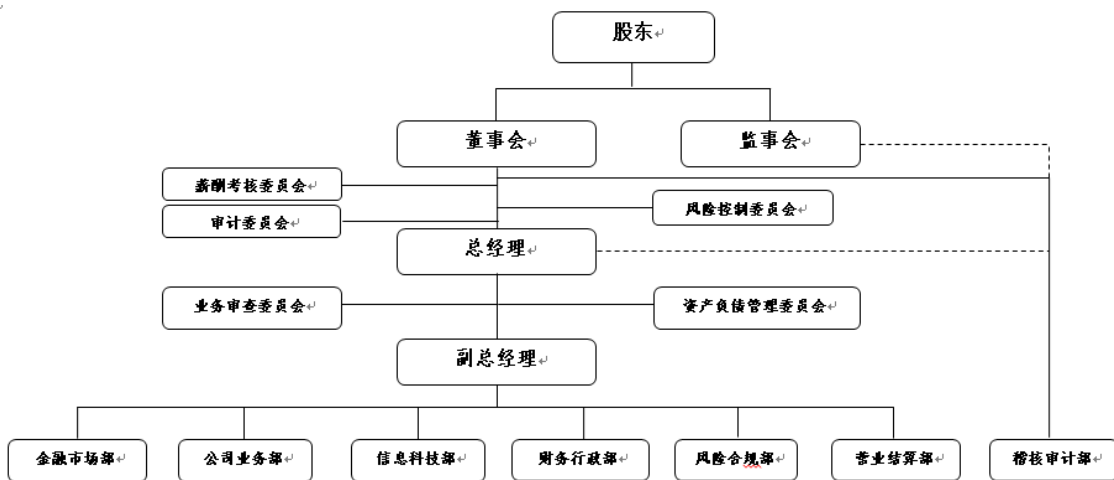 股东
董事会
监事会
薪酬考核委员会
审计委员会
风险控制委员会
总经理
业务审查委员会
资产负债管理委员会
副总经理
金融市场部
公司业务部
信息科技部
财务行政部
风险合规部
营业结算部
稽核审计部